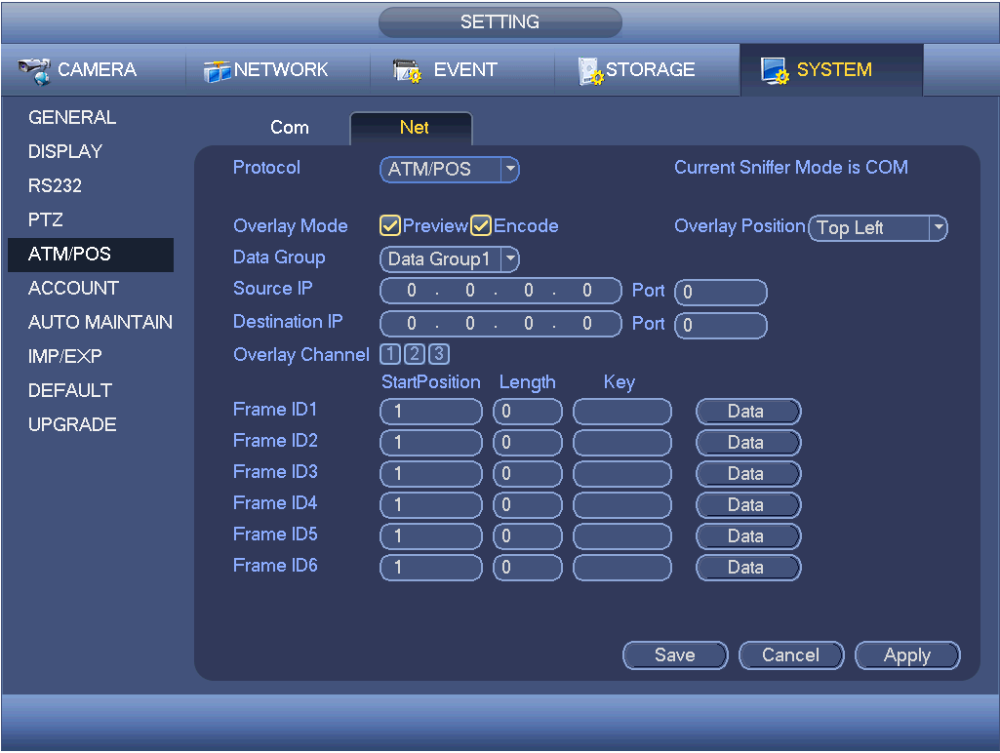 SETTING
CAMERA NETWORK EVENT STORAGE SYSTEM
GENERAL
DISPLAY
RS232
PTZ
ATM/POS
ACCOUNT
AUTO MAINTAIN
IMP/EXP
DEFAULT
UPGRADE
Com Net
Protocol ATM/POS Current Sniffer Mode is COM
Overlay Mode Preview Encode Overlay Position Top Left
Data Group Data Group1
Source IP 0 . 0 . 0 . 0 Port 0
Destination IP 0 . 0 . 0 . 0 Port 0
Overlay Channel 1 2 3
StartPosition Length Key
Frame ID1 1 0 Data
Frame ID2 1 0 Data
Frame ID3 1 0 Data
Frame ID4 1 0 Data
Frame ID5 1 0 Data
Frame ID6 1 0 Data
Save Cancel Apply